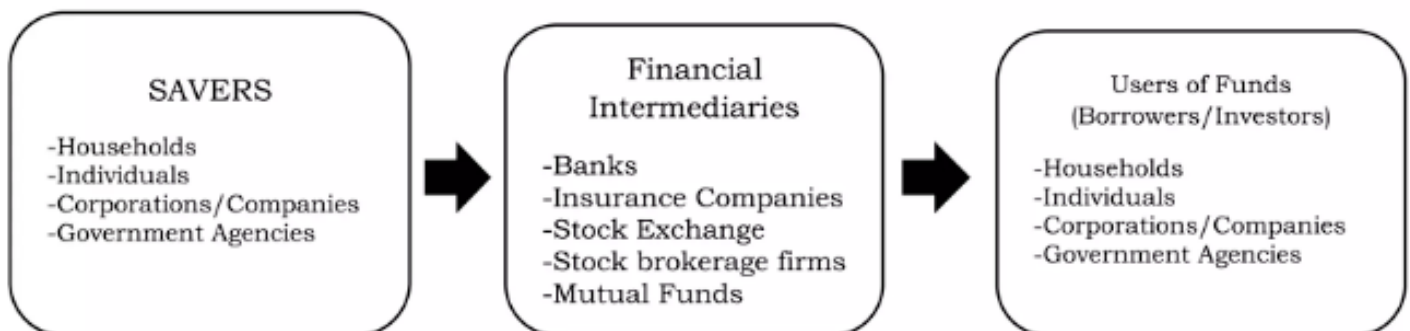 SAVERS
-Households
-Individuals
-Corporations/Companies
-Government Agencies
Financial
Intermediaries
-Banks
-Insurance Companies
-Stock Exchange
-Stock brokerage firms
-Mutual Funds
Users of Funds
(Borrowers/Investors)
-Households
-Individuals
-Corporations/Companies
-Government Agencies